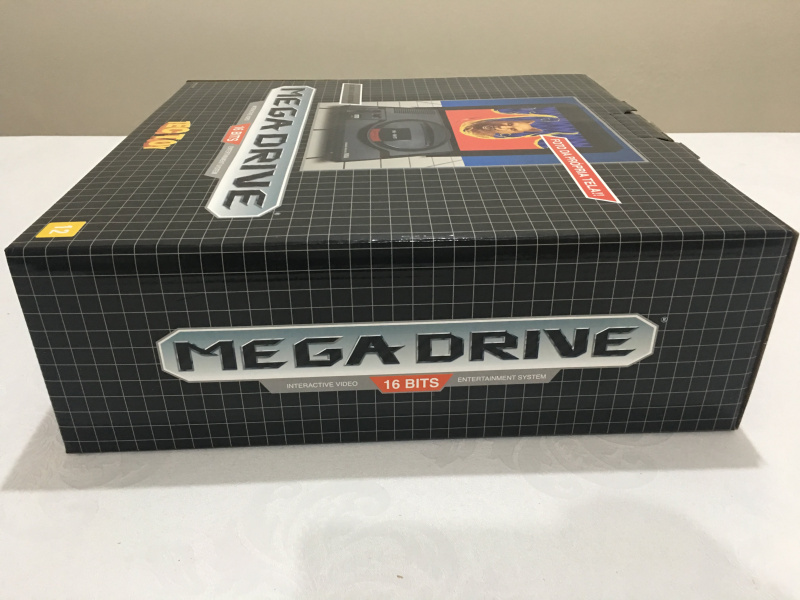 MEGA DRIVE
16 BITS
TEC TOY
12
FOTO DA PRÓPRIA TELA!!
MEGA DRIVE
INTERACTIVE VIDEO
16 BITS
ENTERTAINMENT SYSTEM